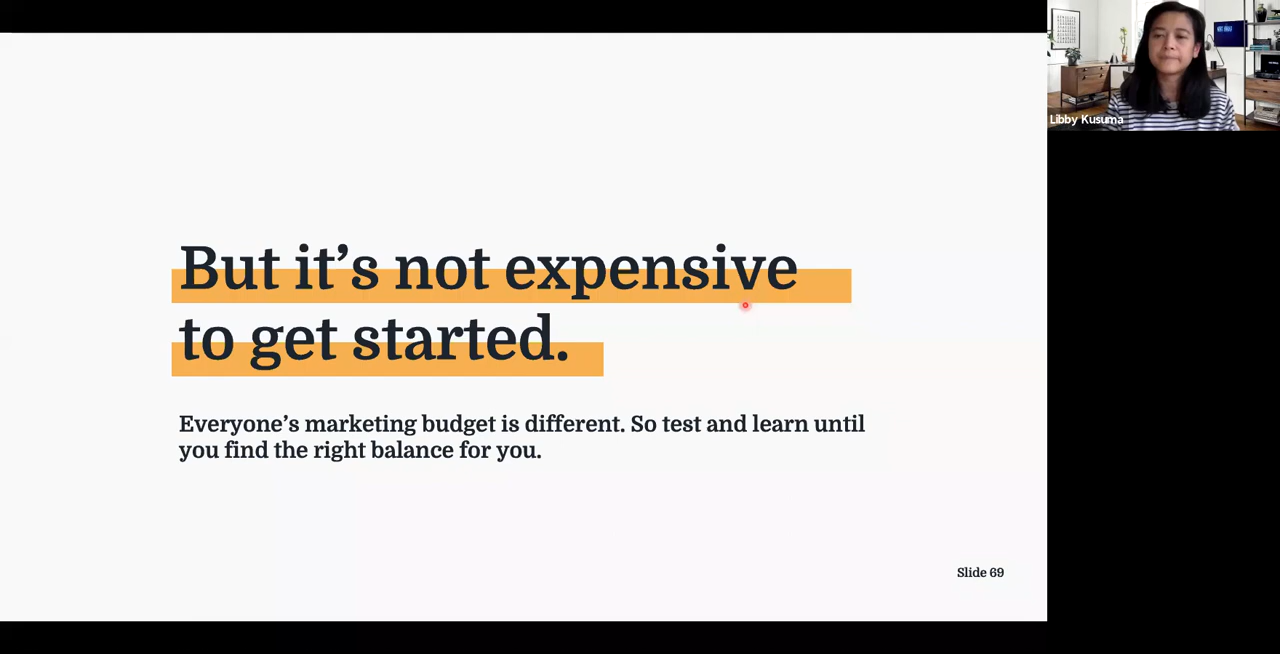 But it’s not expensive
to get started.
Everyone’s marketing budget is different. So test and learn until
you find the right balance for you.
Slide 69
Libby Kusuma